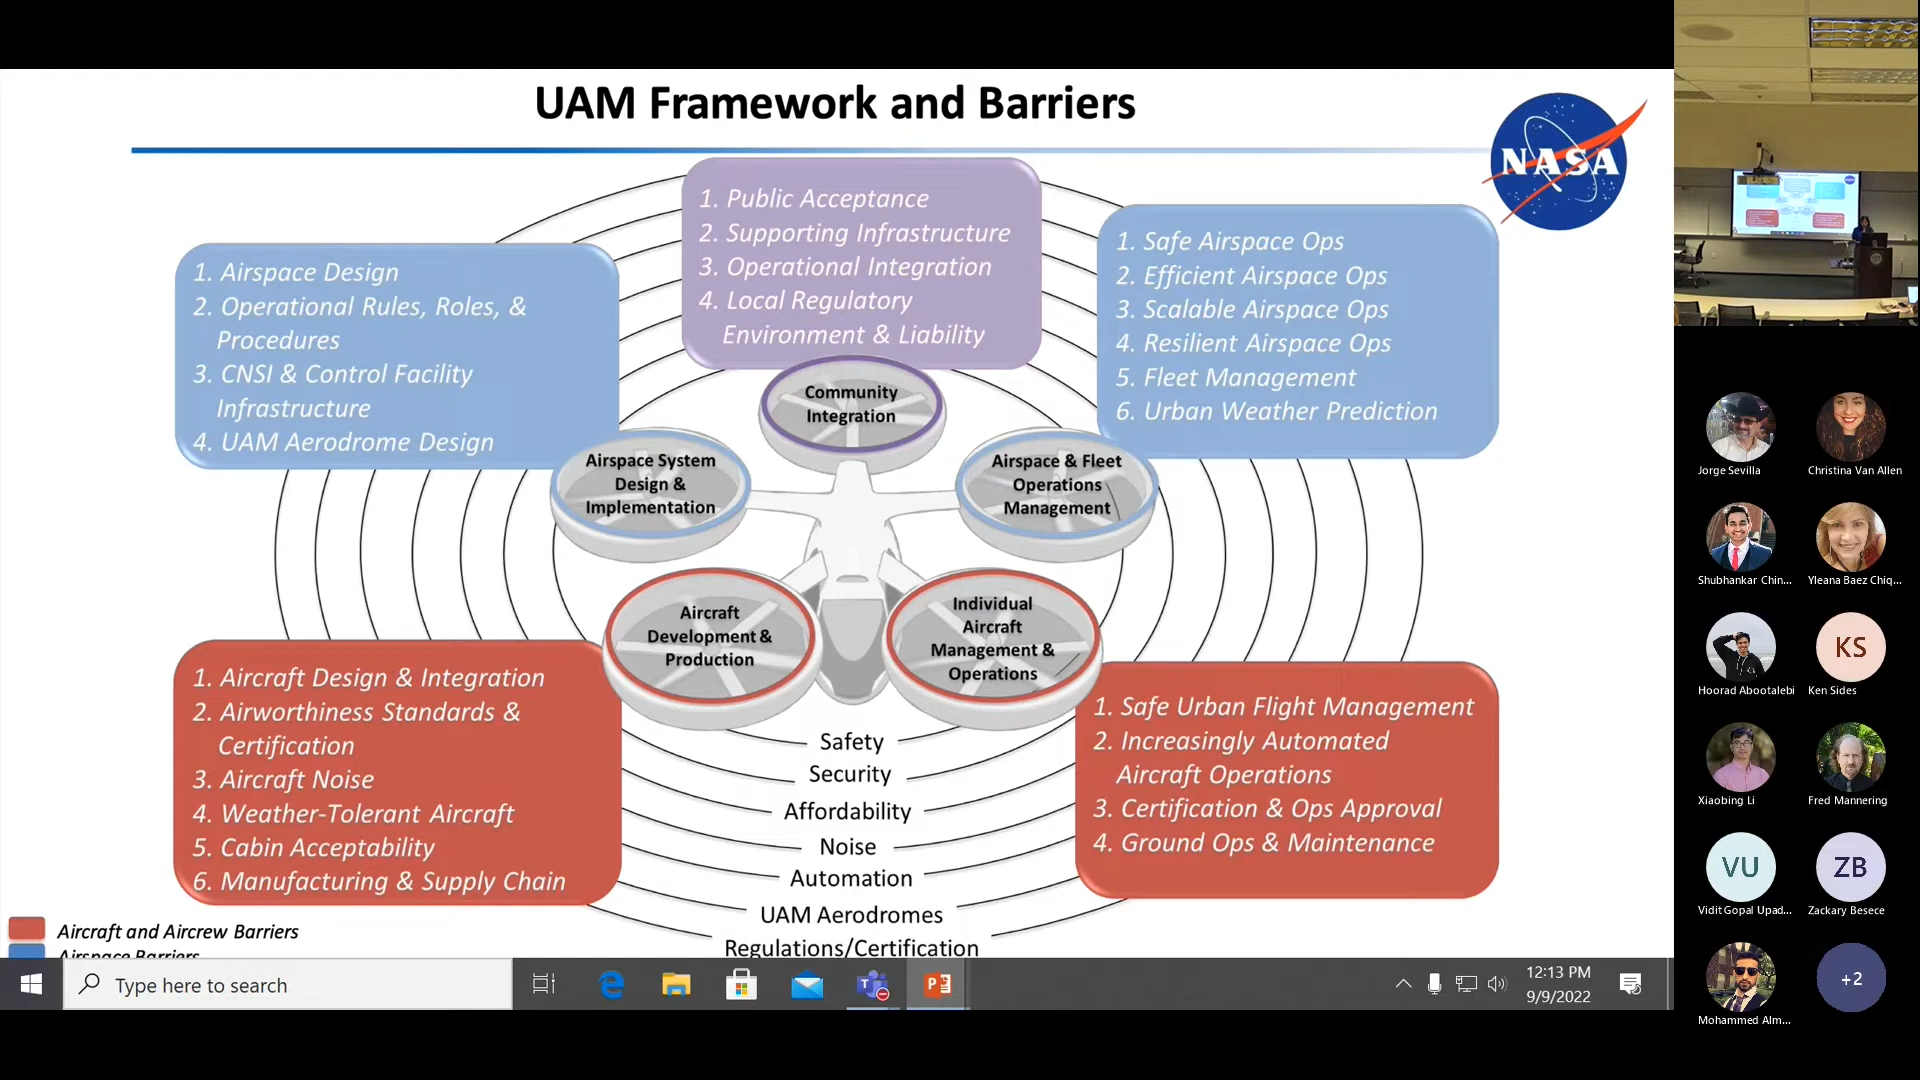 UAM Framework and Barriers
NASA
1. Public Acceptance
2. Supporting Infrastructure
3. Operational Integration
4. Local Regulatory
Environment & Liability
1. Airspace Design
2. Operational Rules, Roles, &
Procedures
3. CNSI & Control Facility
Infrastructure
4. UAM Aerodrome Design
1. Safe Airspace Ops
2. Efficient Airspace Ops
3. Scalable Airspace Ops
4. Resilient Airspace Ops
5. Fleet Management
6. Urban Weather Prediction
Community
Integration
Airspace System
Design &
Implementation
Airspace & Fleet
Operations
Management
Aircraft
Development &
Production
Individual
Aircraft
Management &
Operations
1. Aircraft Design & Integration
2. Airworthiness Standards &
Certification
3. Aircraft Noise
4. Weather-Tolerant Aircraft
5. Cabin Acceptability
6. Manufacturing & Supply Chain
1. Safe Urban Flight Management
2. Increasingly Automated
Aircraft Operations
3. Certification & Ops Approval
4. Ground Ops & Maintenance
Safety
Security
Affordability
Noise
Automation
UAM Aerodromes
Regulations/Certification
Aircraft and Aircrew Barriers
Airspace Barriers
Type here to search
12:13 PM
9/9/2022
Jorge Sevilla
Christina Van Allen
Shubhankar Chin...
Yleana Baez Chiq...
Hoorad Abootalebi
KS
Ken Sides
Xiaobing Li
Fred Mannering
VU
Vidit Gopal Upad...
ZB
Zackary Besece
Mohammed Alm...
+2